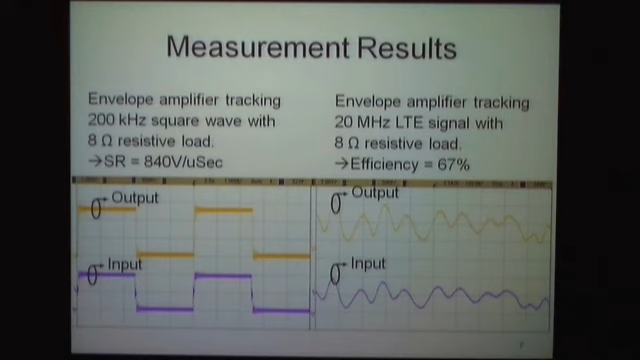 Measurement Results
Envelope amplifier tracking
200 kHz square wave with
8 Ω resistive load.
→SR = 840V/uSec
Envelope amplifier tracking
20 MHz LTE signal with
8 Ω resistive load.
→Efficiency = 67%
Output
Input
Output
Input